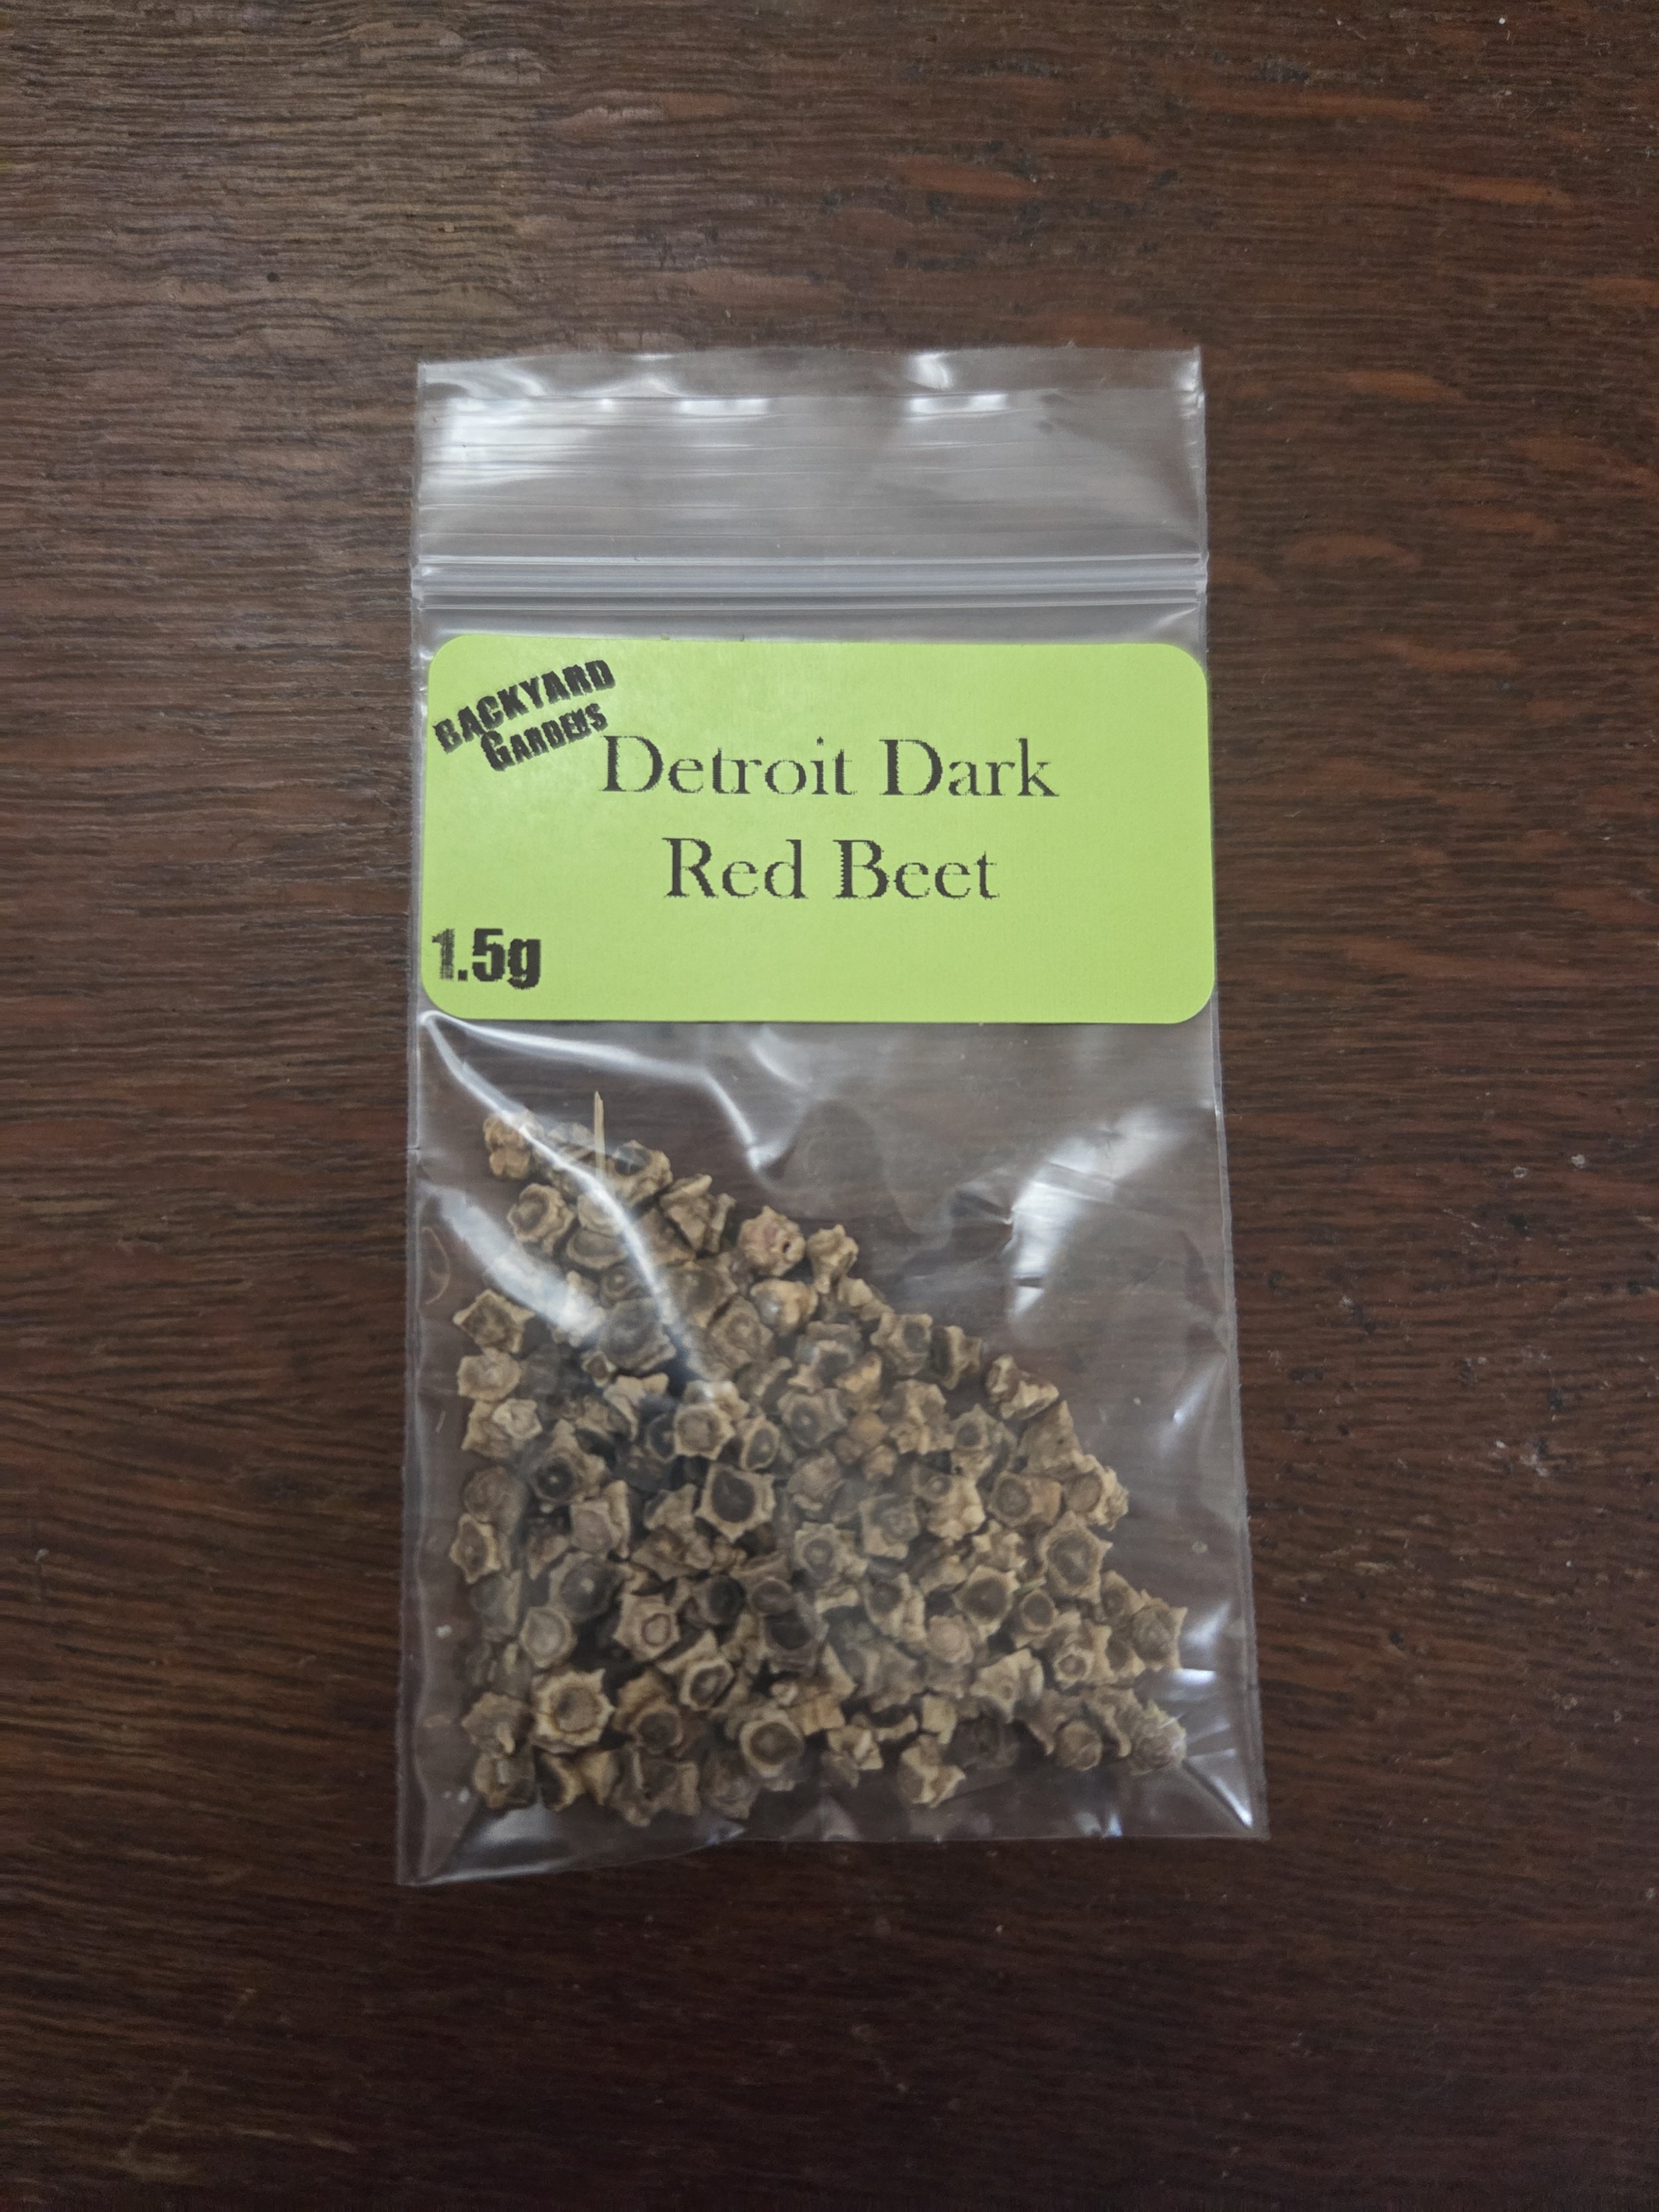 BACKYARD
GARDENS
Detroit Dark
Red Beet
1.5g